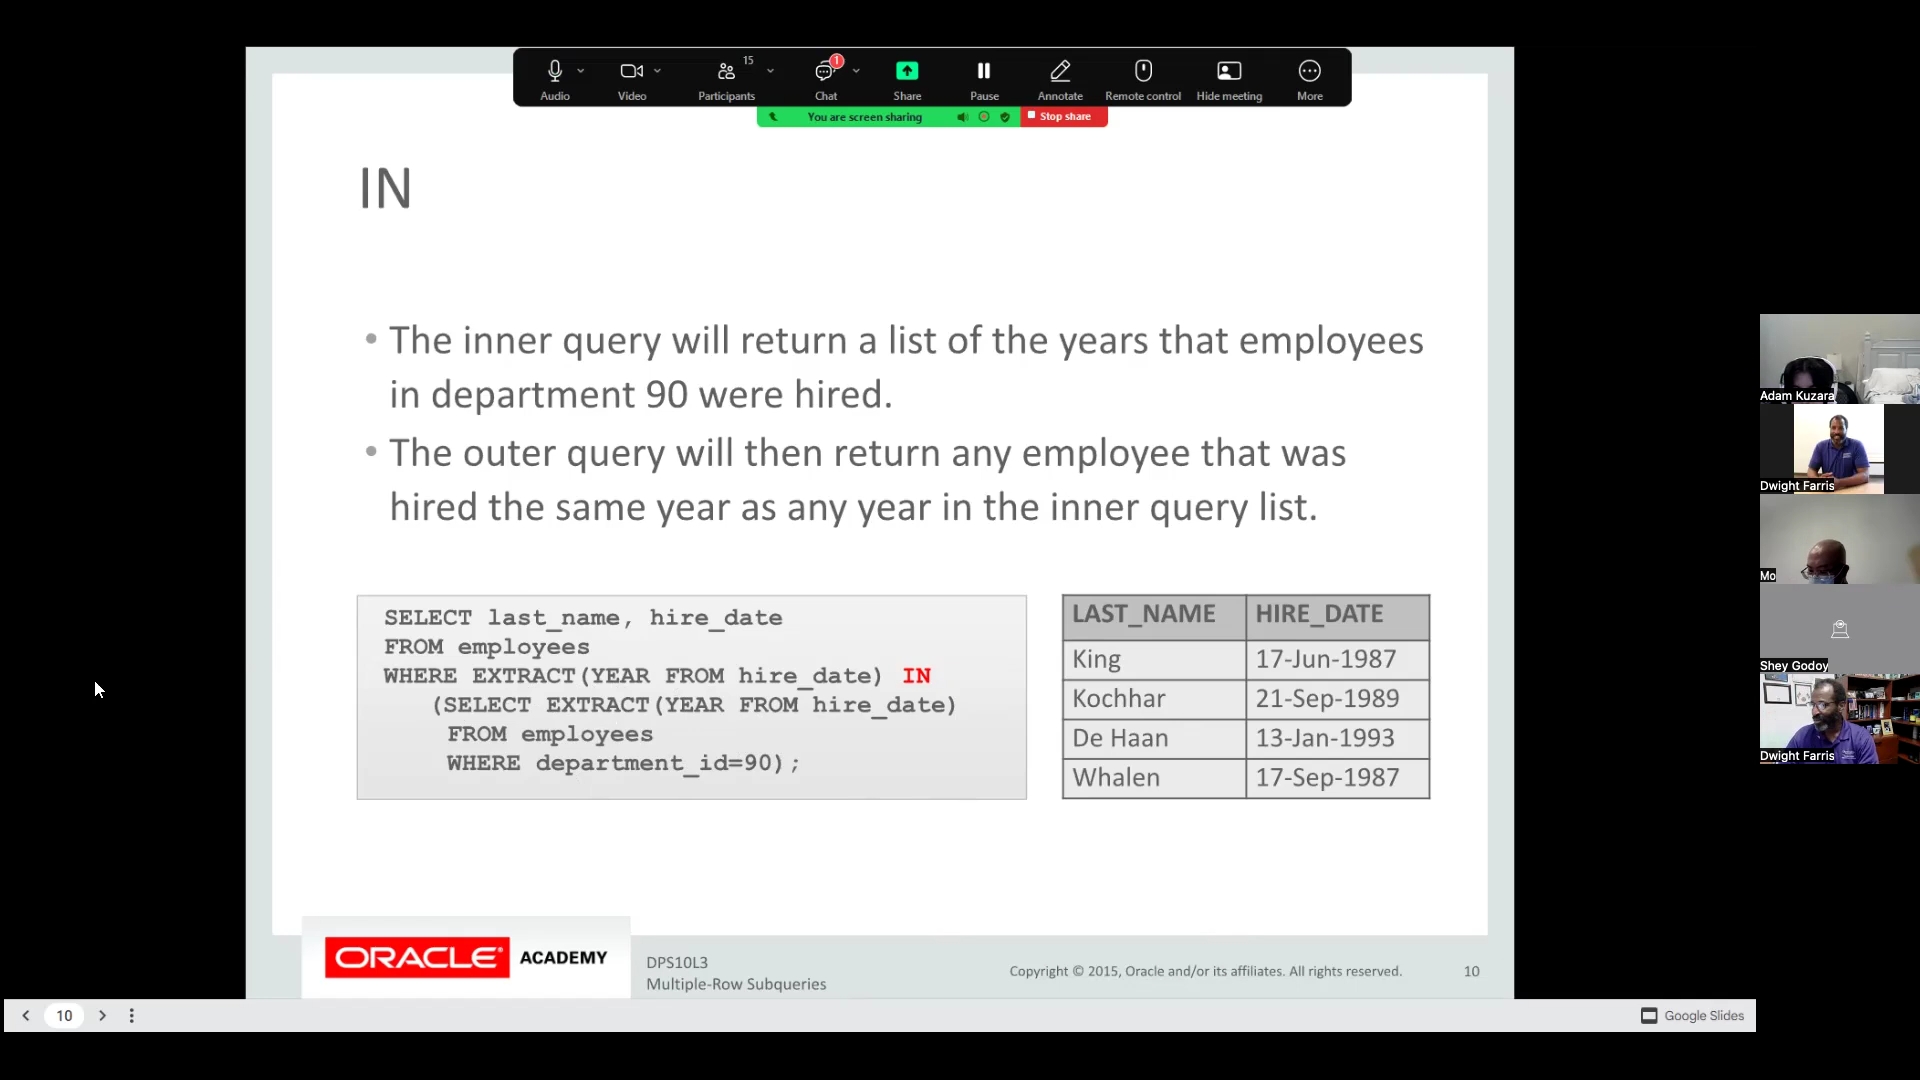 15
1
Audio
Video
Participants
Chat
Share
Pause
Annotate
Remote control
Hide meeting
More
You are screen sharing
Stop share
IN
• The inner query will return a list of the years that employees
in department 90 were hired.
• The outer query will then return any employee that was
hired the same year as any year in the inner query list.
SELECT last_name, hire_date
FROM employees
WHERE EXTRACT(YEAR FROM hire_date) IN
(SELECT EXTRACT(YEAR FROM hire_date)
FROM employees
WHERE department_id=90);
LAST_NAME HIRE_DATE
King 17-Jun-1987
Kochhar 21-Sep-1989
De Haan 13-Jan-1993
Whalen 17-Sep-1987
Adam Kuzara
Dwight Farris
Mo
Shey Godoy
Dwight Farris
ORACLE® ACADEMY
DPS10L3
Multiple-Row Subqueries
Copyright © 2015, Oracle and/or its affiliates. All rights reserved.
10
10
Google Slides